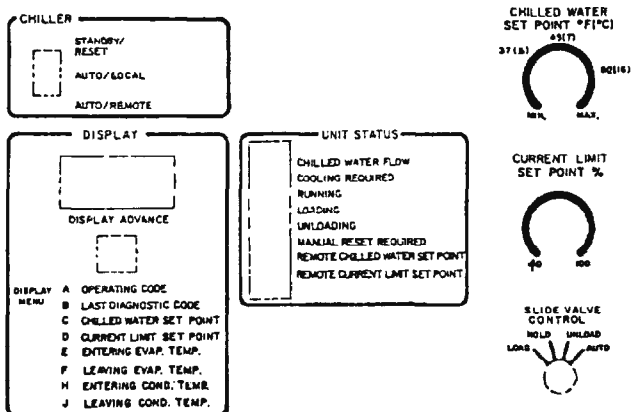 CHILLER
STANDBY/
RESET
AUTO/LOCAL
AUTO/REMOTE
DISPLAY
DISPLAY ADVANCE
DISPLAY
MENU
A OPERATING CODE
B LAST DIAGNOSTIC CODE
C CHILLED WATER SET POINT
D CURRENT LIMIT SET POINT
E ENTERING EVAP. TEMP.
F LEAVING EVAP. TEMP.
H ENTERING COND. TEMP.
J LEAVING COND. TEMP.
UNIT STATUS
CHILLED WATER FLOW
COOLING REQUIRED
RUNNING
LOADING
UNLOADING
MANUAL RESET REQUIRED
REMOTE CHILLED WATER SET POINT
REMOTE CURRENT LIMIT SET POINT
CHILLED WATER
SET POINT °F(°C)
MIN. MAX.
CURRENT LIMIT
SET POINT %
40 100
SLIDE VALVE
CONTROL
HOLD UNLOAD
LOAD AUTO